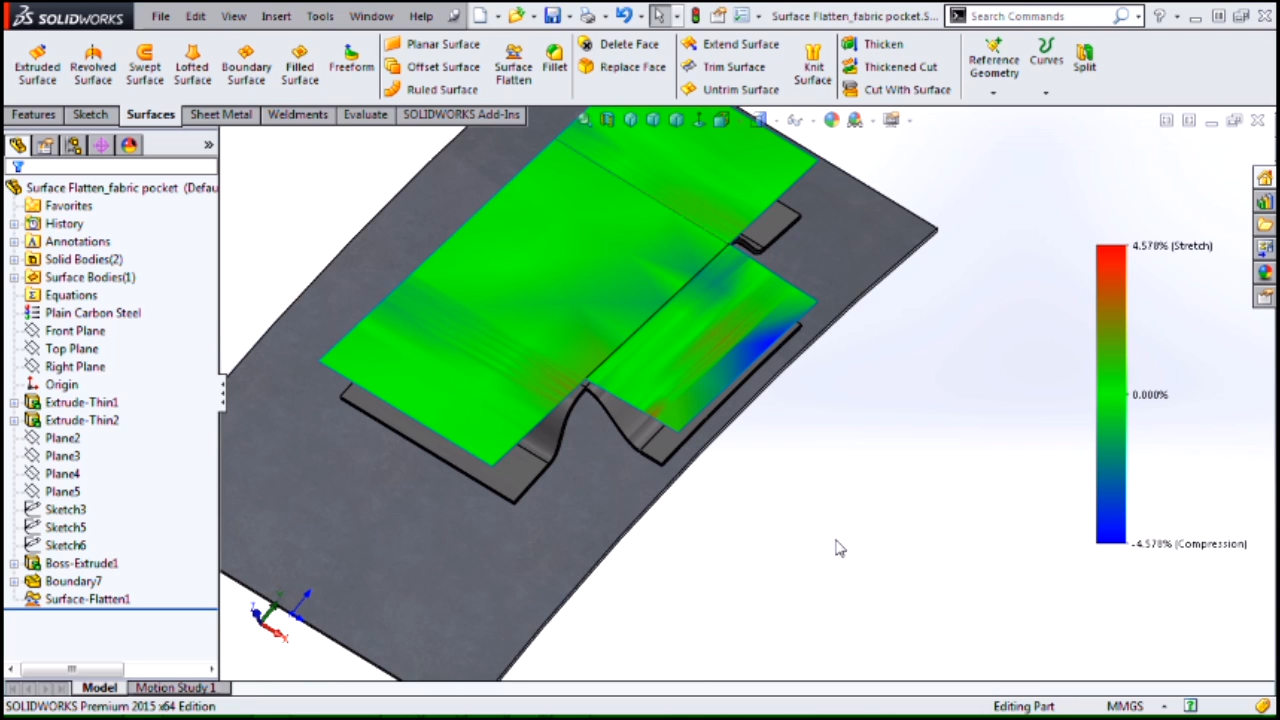 SOLIDWORKS File Edit View Insert Tools Window Help Surface Flatten_fabric pocket.S... Search Commands
Extruded Surface
Revolved Surface
Swept Surface
Lofted Surface
Boundary Surface
Filled Surface
Freeform
Planar Surface
Offset Surface
Ruled Surface
Surface Flatten
Fillet
Delete Face
Replace Face
Extend Surface
Trim Surface
Untrim Surface
Knit Surface
Thicken
Thickened Cut
Cut With Surface
Reference Geometry
Curves
Split
Features Sketch Surfaces Sheet Metal Weldments Evaluate SOLIDWORKS Add-Ins
Surface Flatten_fabric pocket (Defau
Favorites
History
Annotations
Solid Bodies(2)
Surface Bodies(1)
Equations
Plain Carbon Steel
Front Plane
Top Plane
Right Plane
Origin
Extrude-Thin1
Extrude-Thin2
Plane2
Plane3
Plane4
Plane5
Sketch3
Sketch5
Sketch6
Boss-Extrude1
Boundary7
Surface-Flatten1
4.578% (Stretch)
0.000%
-4.578% (Compression)
Model Motion Study 1
SOLIDWORKS Premium 2015 x64 Edition Editing Part MMGS